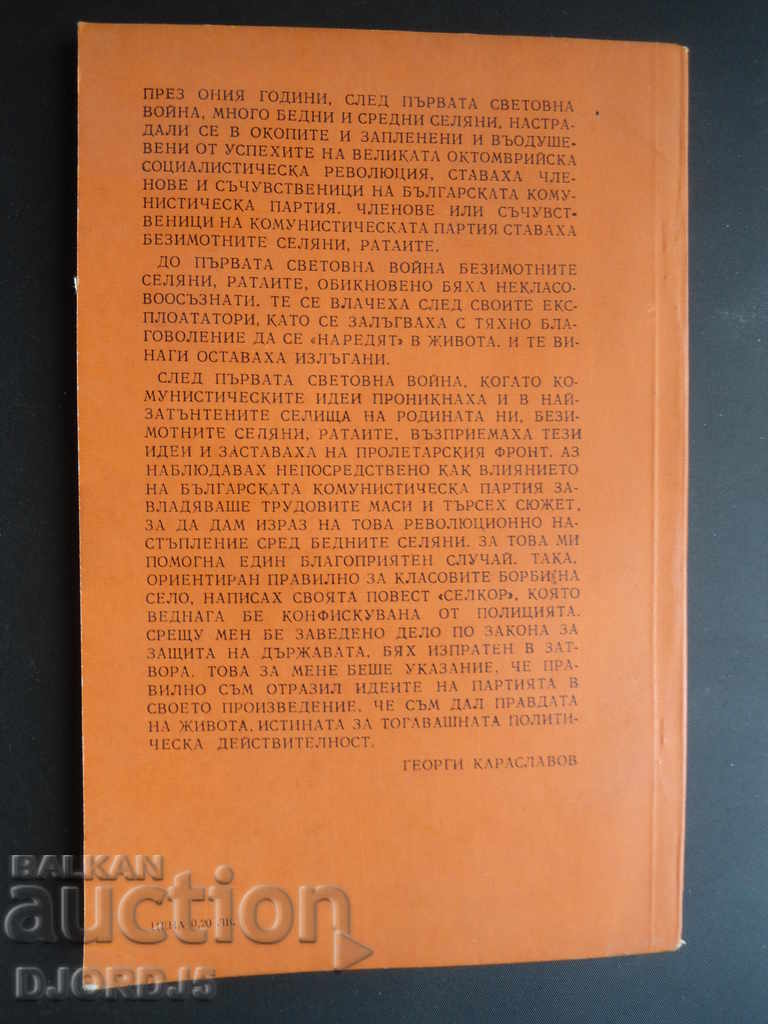 ПРЕЗ ОНИЯ ГОДИНИ, СЛЕД ПЪРВАТА СВЕТОВНА
ВОЙНА, МНОГО БЕДНИ И СРЕДНИ СЕЛЯНИ, НАСТРА-
ДАЛИ СЕ В ОКОПИТЕ И ЗАПЛЕНЕНИ И ВЪОДУШЕ-
ВЕНИ ОТ УСПЕХИТЕ НА ВЕЛИКАТА ОКТОМВРИЙСКА
СОЦИАЛИСТИЧЕСКА РЕВОЛЮЦИЯ, СТАВАХА ЧЛЕ-
НОВЕ И СЪЧУВСТВЕНИЦИ НА БЪЛГАРСКАТА КОМУ-
НИСТИЧЕСКА ПАРТИЯ. ЧЛЕНОВЕ ИЛИ СЪЧУВСТ-
ВЕНИЦИ НА КОМУНИСТИЧЕСКАТА ПАРТИЯ СТАВАХА
БЕЗИМОТНИТЕ СЕЛЯНИ, РАТАИТЕ.
ДО ПЪРВАТА СВЕТОВНА ВОЙНА БЕЗИМОТНИТЕ
СЕЛЯНИ, РАТАИТЕ, ОБИКНОВЕНО БЯХА НЕКЛАСО-
ВООСЪЗНАТИ. ТЕ СЕ ВЛАЧЕХА СЛЕД СВОИТЕ ЕКС-
ПЛОАТАТОРИ, КАТО СЕ ЗАЛЪГВАХА С ТЯХНО БЛА-
ГОВОЛЕНИЕ ДА СЕ «НАРЕДЯТ» В ЖИВОТА. И ТЕ ВИ-
НАГИ ОСТАВАХА ИЗЛЪГАНИ.
СЛЕД ПЪРВАТА СВЕТОВНА ВОЙНА, КОГАТО КО-
МУНИСТИЧЕСКИТЕ ИДЕИ ПРОНИКНАХА И В НАЙ-
ЗАТЪНТЕНИТЕ СЕЛИЩА НА РОДИНАТА НИ, БЕЗИ-
МОТНИТЕ СЕЛЯНИ, РАТАИТЕ, ВЪЗПРИЕМАХА ТЕЗИ
ИДЕИ И ЗАСТАВАХА НА ПРОЛЕТАРСКИЯ ФРОНТ. АЗ
НАБЛЮДАВАХ НЕПОСРЕДСТВЕНО КАК ВЛИЯНИЕТО
НА БЪЛГАРСКАТА КОМУНИСТИЧЕСКА ПАРТИЯ ЗА-
ВЛАДЯВАШЕ ТРУДОВИТЕ МАСИ И ТЪРСЕХ СЮЖЕТ,
ЗА ДА ДАМ ИЗРАЗ НА ТОВА РЕВОЛЮЦИОННО НА-
СТЪПЛЕНИЕ СРЕД БЕДНИТЕ СЕЛЯНИ. ЗА ТОВА МИ
ПОМОГНА ЕДИН БЛАГОПРИЯТЕН СЛУЧАЙ. ТАКА,
ОРИЕНТИРАН ПРАВИЛНО ЗА КЛАСОВИТЕ БОРБИ НА
СЕЛО, НАПИСАХ СВОЯТА ПОВЕСТ «СЕЛКОР», КОЯТО
ВЕДНАГА БЕ КОНФИСКУВАНА ОТ ПОЛИЦИЯТА.
СРЕЩУ МЕН БЕ ЗАВЕДЕНО ДЕЛО ПО ЗАКОНА ЗА
ЗАЩИТА НА ДЪРЖАВАТА. БЯХ ИЗПРАТЕН В ЗАТ-
ВОРА. ТОВА ЗА МЕНЕ БЕШЕ УКАЗАНИЕ, ЧЕ ПРА-
ВИЛНО СЪМ ОТРАЗИЛ ИДЕИТЕ НА ПАРТИЯТА В
СВОЕТО ПРОИЗВЕДЕНИЕ, ЧЕ СЪМ ДАЛ ПРАВДАТА
НА ЖИВОТА, ИСТИНАТА ЗА ТОГАВАШНАТА ПОЛИТИ-
ЧЕСКА ДЕЙСТВИТЕЛНОСТ.
ГЕОРГИ КАРАСЛАВОВ
BALKAN
auction
ЦЕНА 0,20 ЛВ.
DJORDJ5